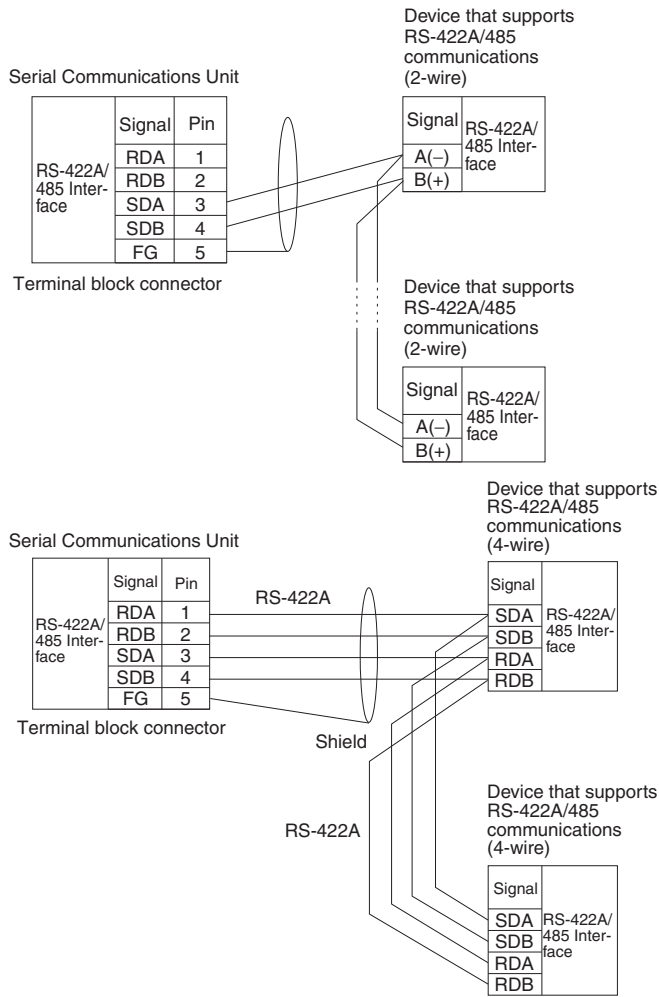 Device that supports
RS-422A/485
communications
(2-wire)
Serial Communications Unit
Signal Pin
RS-422A/
485 Inter-
face
RDA 1
RDB 2
SDA 3
SDB 4
FG 5
Terminal block connector
Signal
A(−)
B(+)
RS-422A/
485 Inter-
face
Device that supports
RS-422A/485
communications
(2-wire)
Signal
A(−)
B(+)
RS-422A/
485 Inter-
face
Device that supports
RS-422A/485
communications
(4-wire)
Serial Communications Unit
Signal Pin
RS-422A/
485 Inter-
face
RDA 1
RDB 2
SDA 3
SDB 4
FG 5
Terminal block connector
RS-422A
Shield
Signal
SDA
SDB
RDA
RDB
RS-422A/
485 Inter-
face
RS-422A
Device that supports
RS-422A/485
communications
(4-wire)
Signal
SDA
SDB
RDA
RDB
RS-422A/
485 Inter-
face